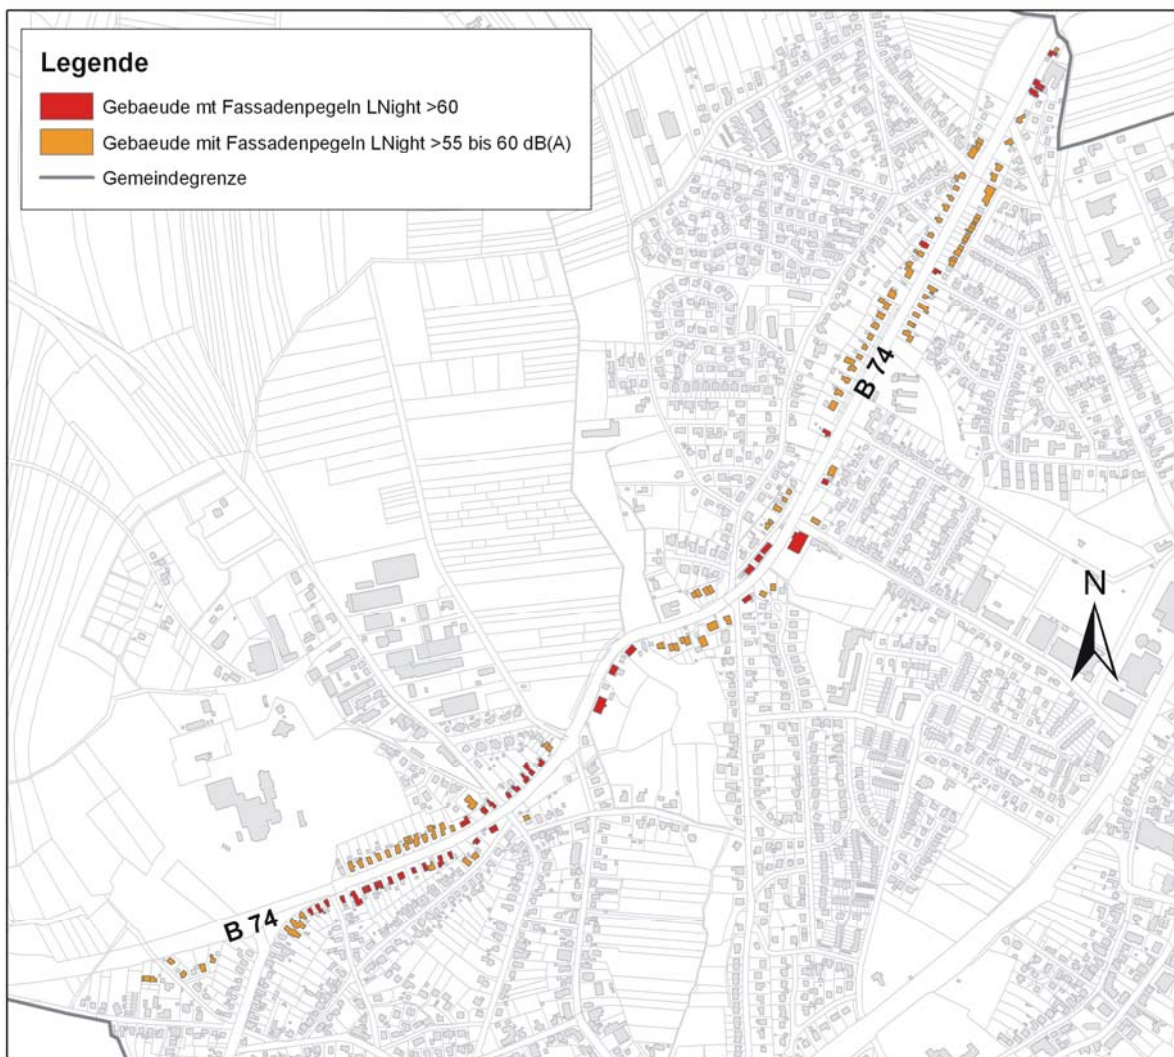 Legende
Gebaeude mt Fassadenpegeln LNight >60
Gebaeude mit Fassadenpegeln LNight >55 bis 60 dB(A)
Gemeindegrenze
B 74
N
B 74